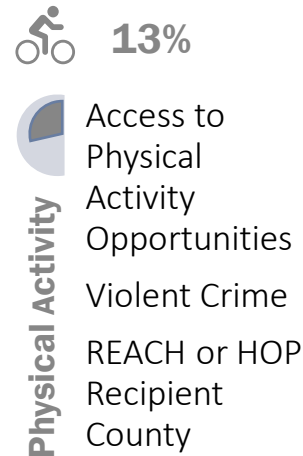 13%
Physical Activity
Access to
Physical
Activity
Opportunities
Violent Crime
REACH or HOP
Recipient
County